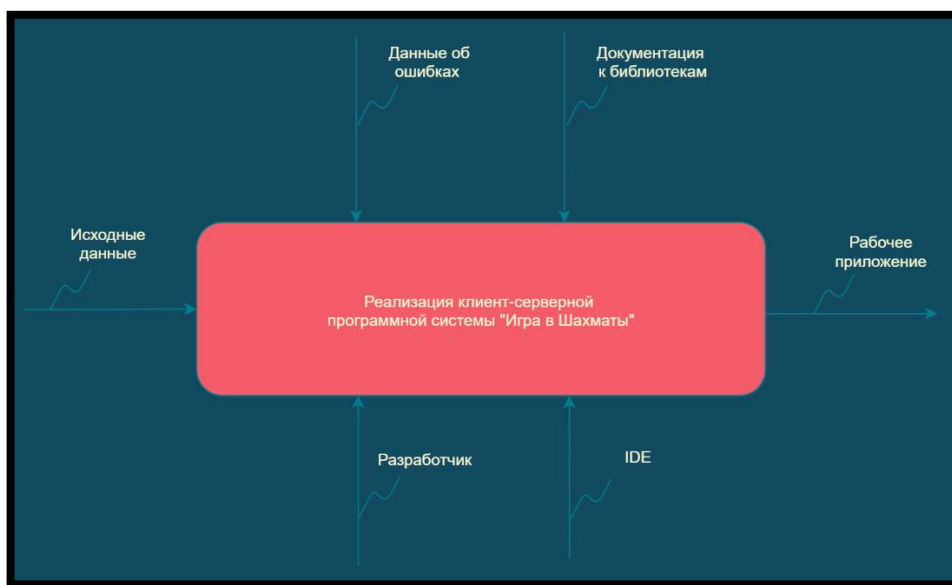 Данные об
ошибках
Документация
к библиотекам
Исходные
данные
Рабочее
приложение
Реализация клиент-серверной
программной системы "Игра в Шахматы"
Разработчик
IDE